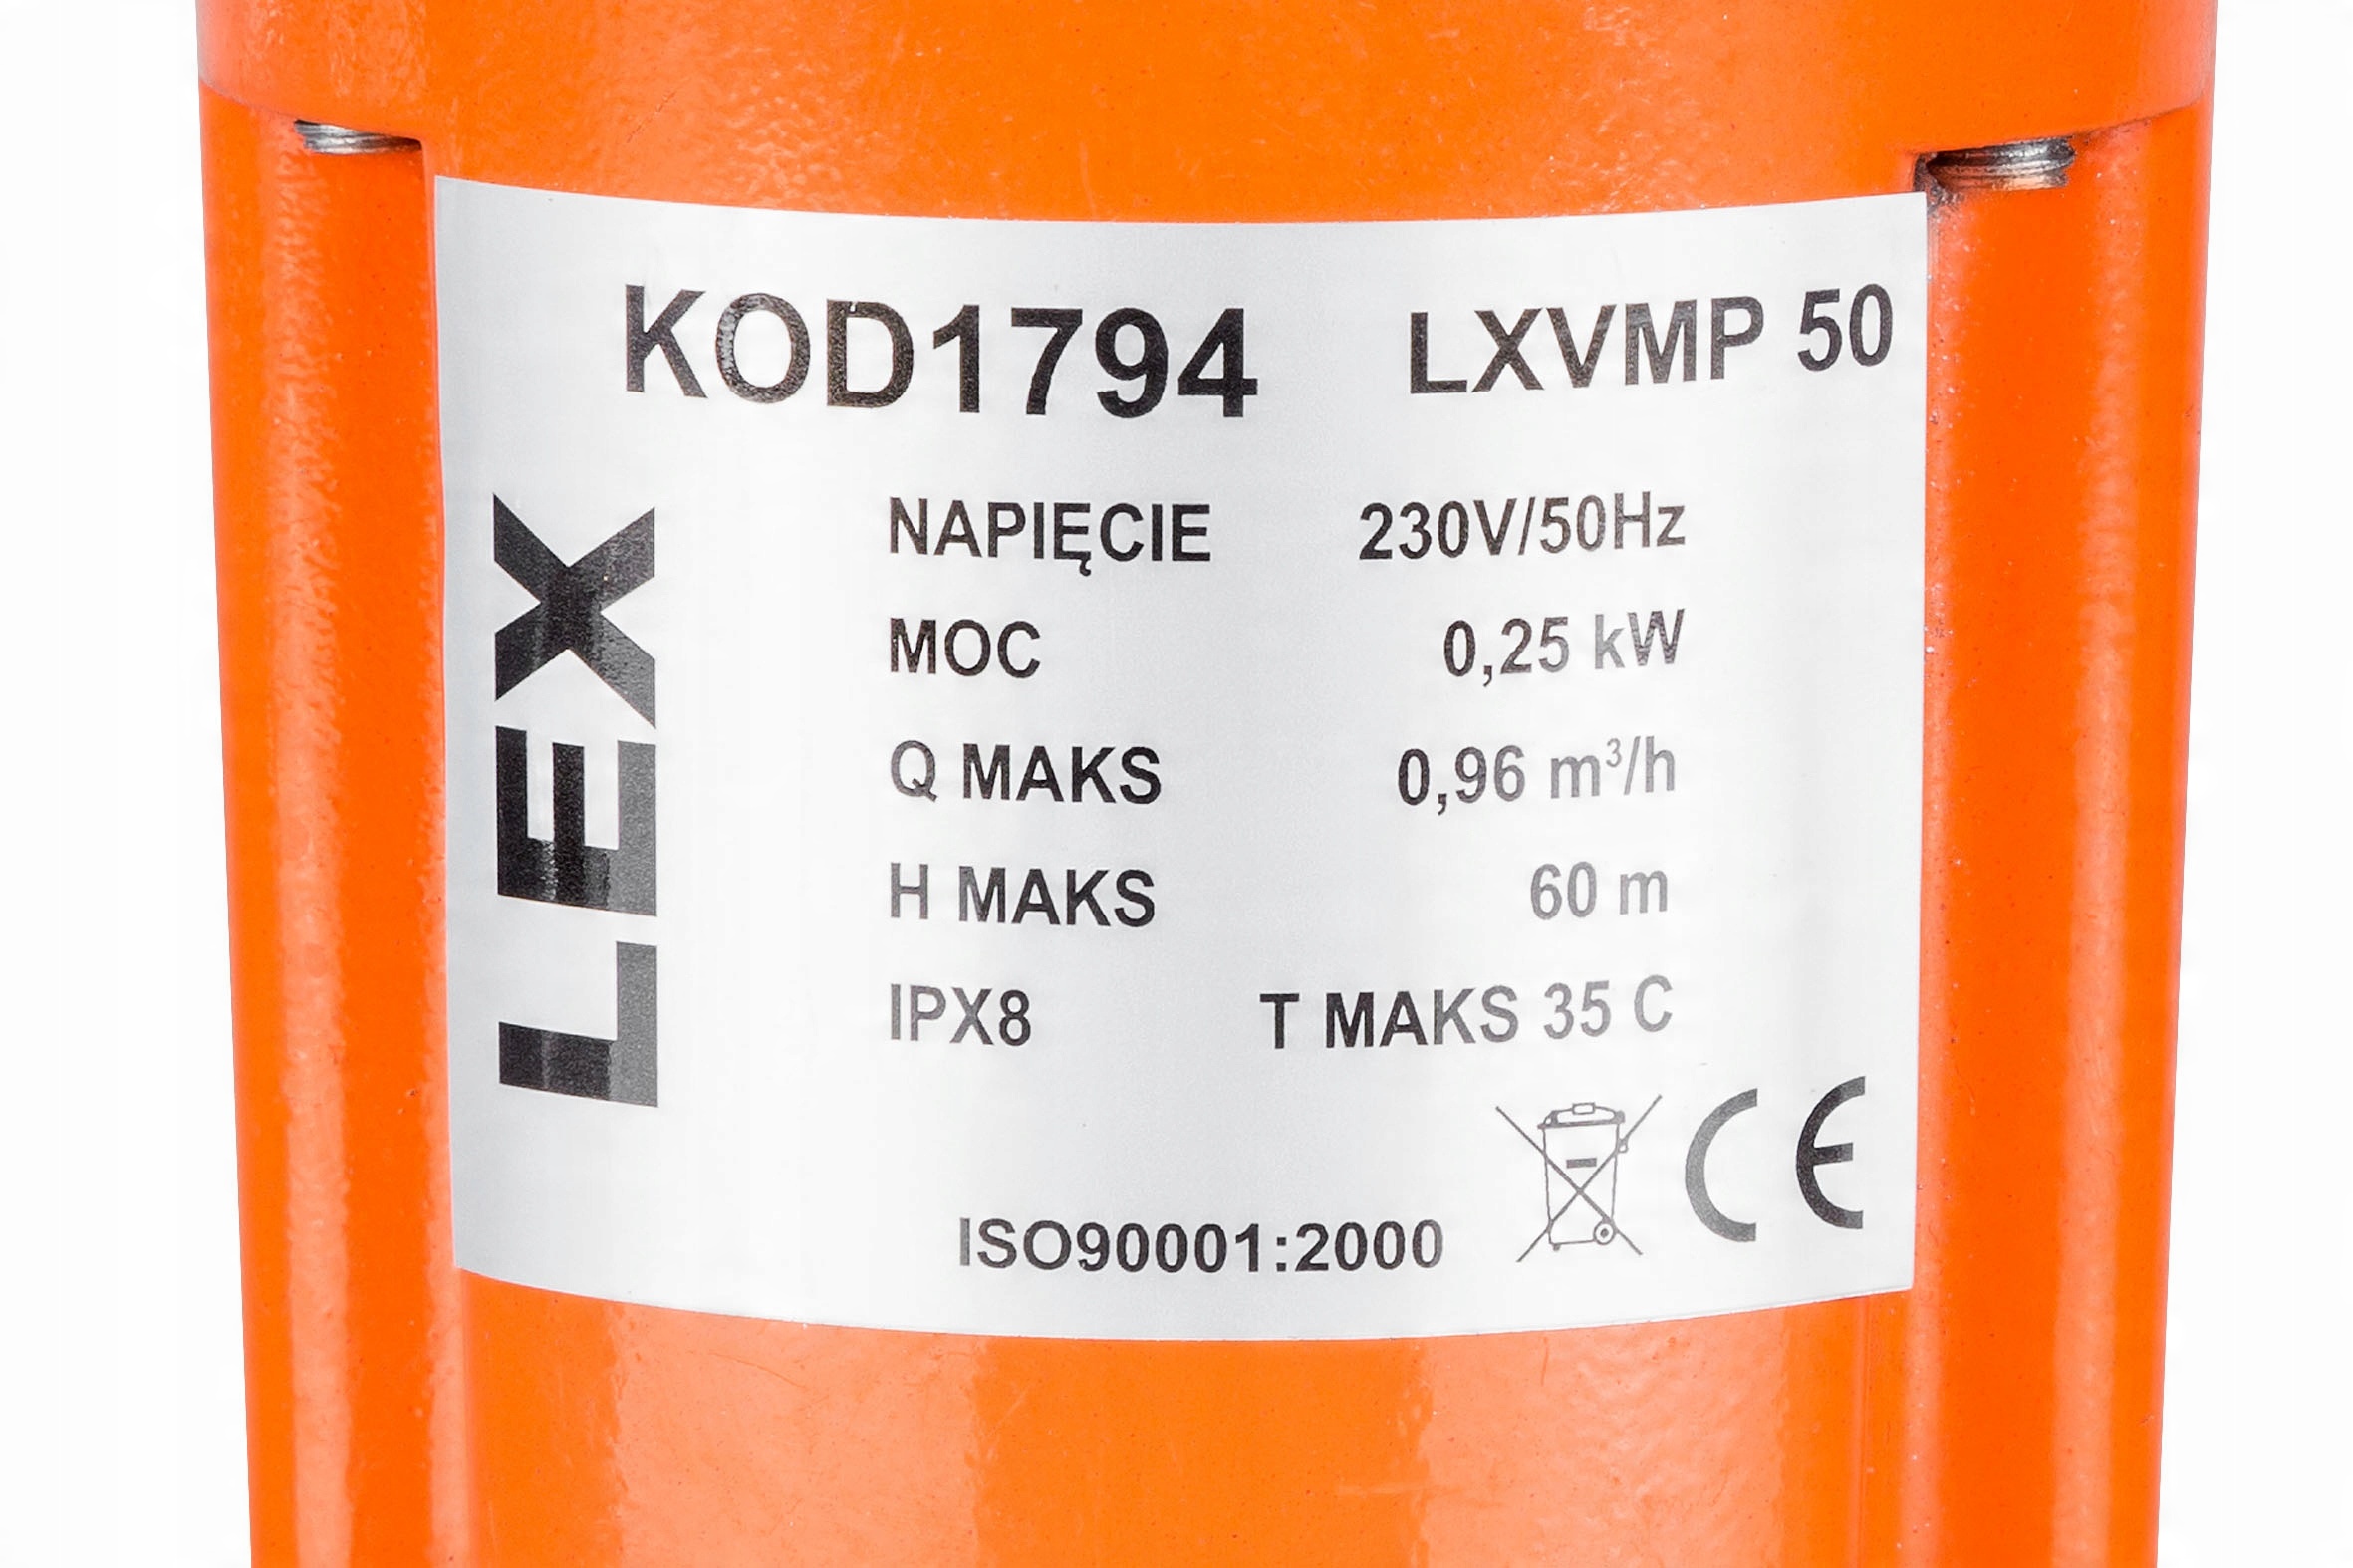 KOD1794 LXVMP 50
LEX
NAPIĘCIE 230V/50Hz
MOC 0,25 kW
Q MAKS 0,96 m³/h
H MAKS 60 m
IPX8 T MAKS 35 C
CE
ISO90001:2000